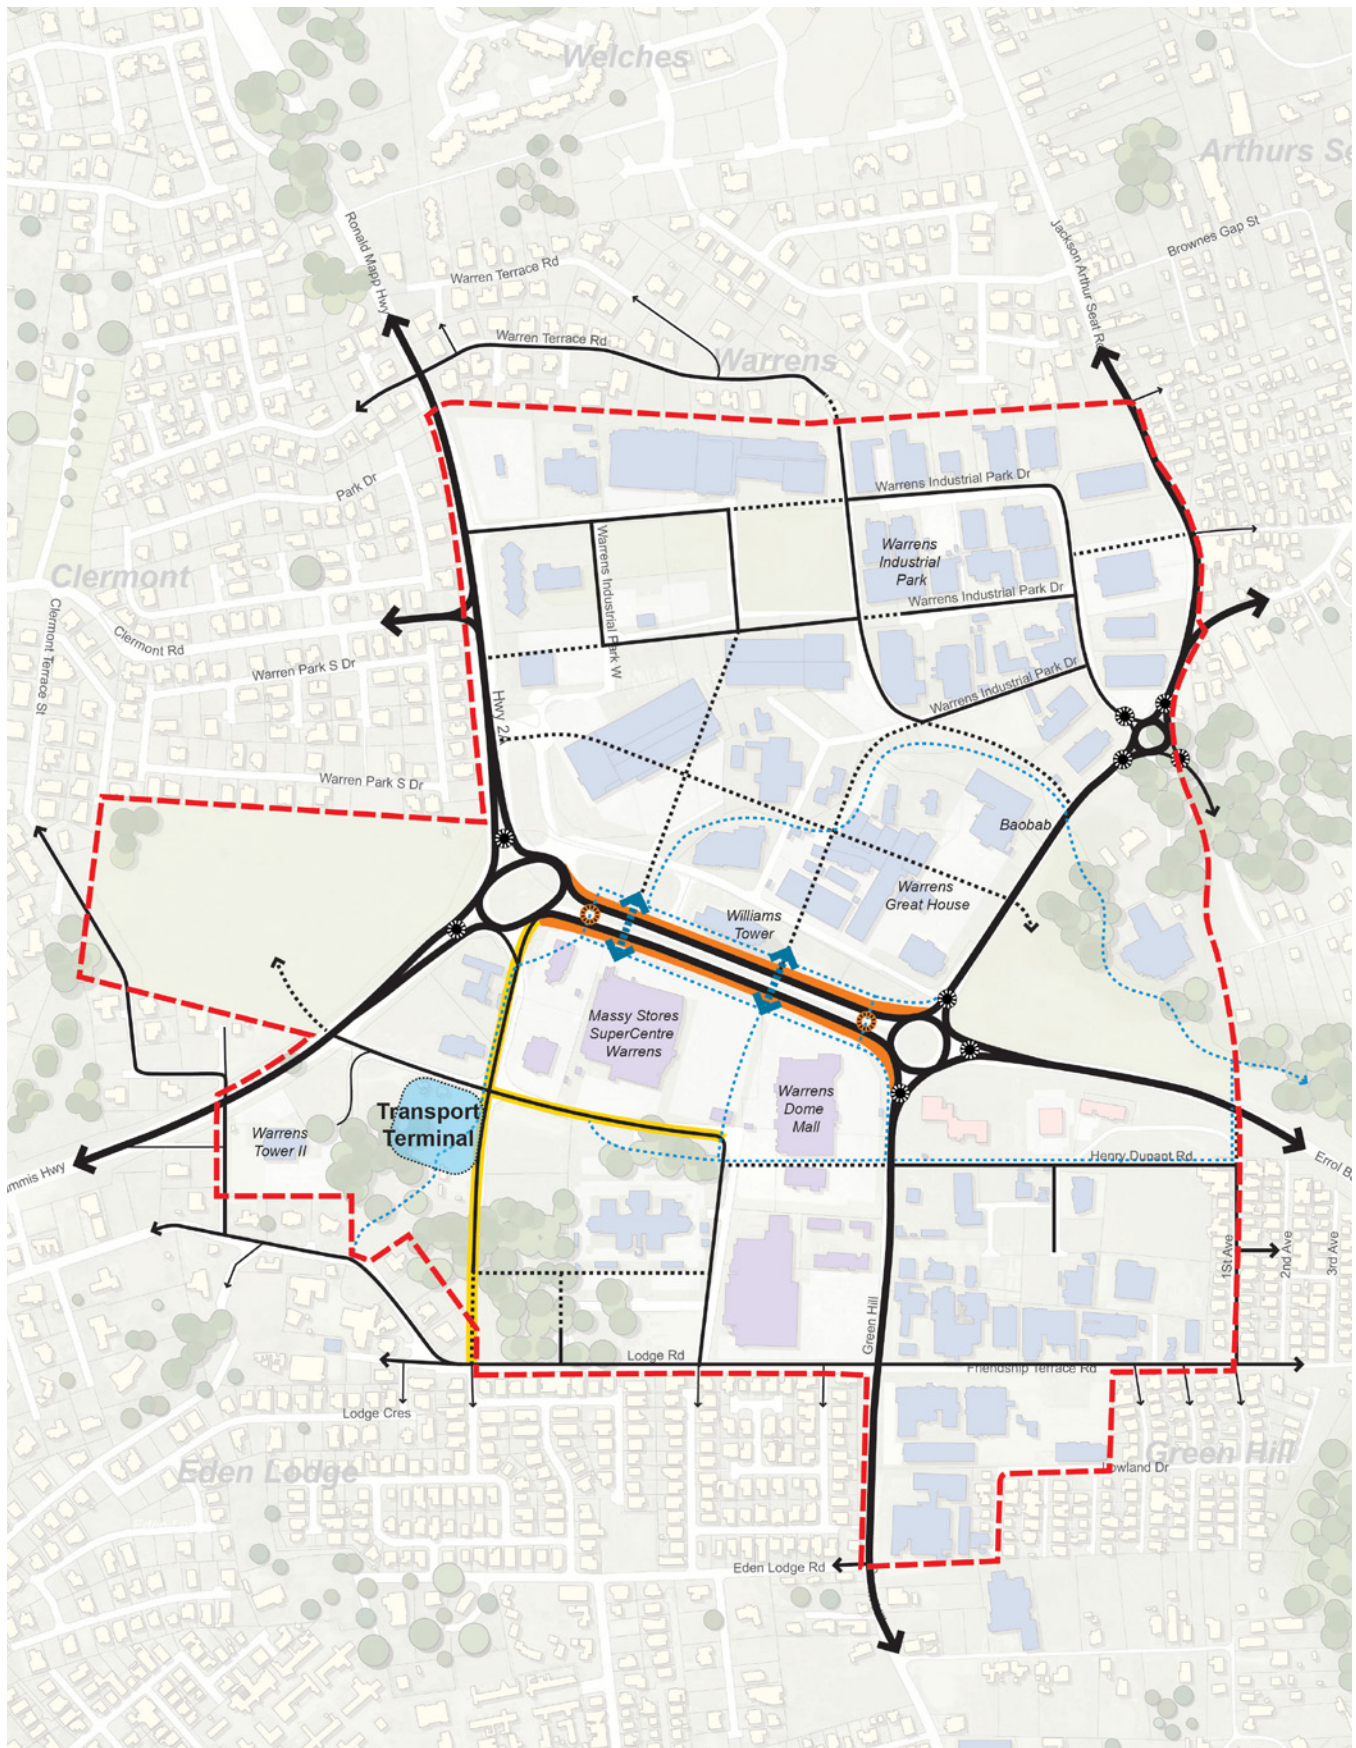 Welches
Arthurs Se
Ronald Mapp Hwy
Jackson Arthur Seat Rd
Brownes Gap St
Warren Terrace Rd
Warren Terrace Rd
Warrens
Park Dr
Warrens Industrial Park Dr
Warrens
Industrial
Park
Warrens Industrial Park W
Clermont
Warrens Industrial Park Dr
Clermont Terrace St
Clermont Rd
Warren Park S Dr
Warrens Industrial Park Dr
Hwy 2A
Warren Park S Dr
Baobab
Warrens
Great House
Williams
Tower
Massy Stores
SuperCentre
Warrens
Warrens
Dome
Mall
Transport
Terminal
Warrens
Tower II
Henry Dunant Rd
Errol Ba
mmis Hwy
1St Ave
2nd Ave
3rd Ave
Green Hill
Lodge Rd
Friendship Terrace Rd
Lodge Cres
Eden Lodge
Green Hill
Lowland Dr
Eden Lodge Rd